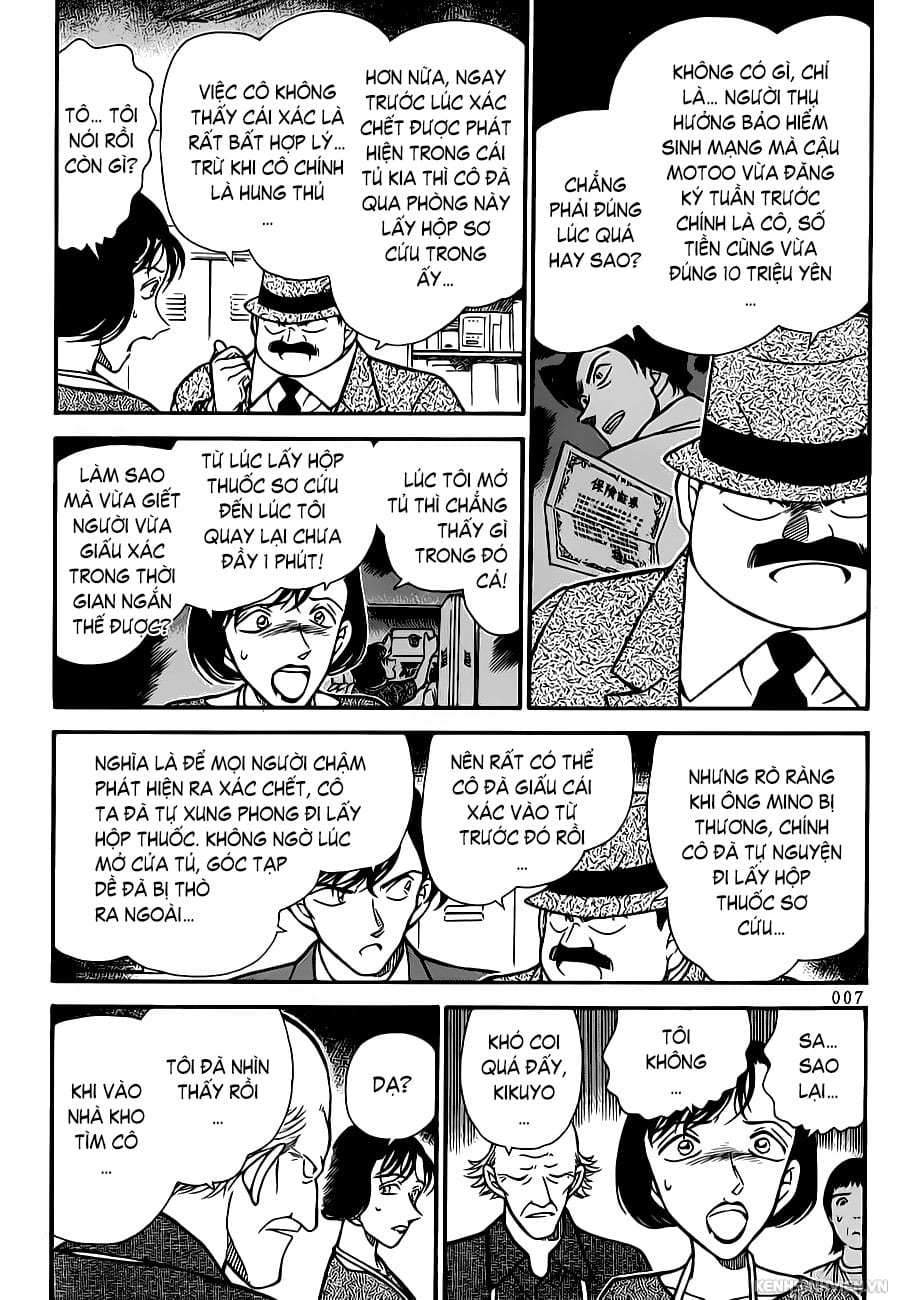 KHÔNG CÓ GÌ, CHỈ
LÀ... NGƯỜI THỤ
HƯỞNG BẢO HIỂM
SINH MẠNG MÀ CẬU
MOTOO VỪA ĐĂNG
KÝ TUẦN TRƯỚC
CHÍNH LÀ CÔ, SỐ
TIỀN CŨNG VỪA
ĐÚNG 10 TRIỆU YÊN
...
CHẲNG
PHẢI ĐÚNG
LÚC QUÁ
HAY SAO?
保険証券
HƠN NỮA, NGAY
TRƯỚC LÚC XÁC
CHẾT ĐƯỢC PHÁT
HIỆN TRONG CÁI
TỦ KIA THÌ CÔ ĐÃ
QUA PHÒNG NÀY
LẤY HỘP SƠ
CỨU TRONG
ẤY...
VIỆC CÔ KHÔNG
THẤY CÁI XÁC LÀ
RẤT BẤT HỢP LÝ...
TRỪ KHI CÔ CHÍNH
LÀ HUNG THỦ
...
TÔ... TÔI
NÓI RỒI
CÒN GÌ?
LÚC TÔI MỞ
TỦ THÌ CHẲNG
THẤY GÌ
TRONG ĐÓ
CẢ!
TỪ LÚC LẤY HỘP
THUỐC SƠ CỨU
ĐẾN LÚC TÔI
QUAY LẠI CHƯA
ĐẦY 1 PHÚT!
LÀM SAO
MÀ VỪA GIẾT
NGƯỜI VỪA
GIẤU XÁC
TRONG THỜI
GIAN NGẮN
THẾ ĐƯỢC?
NHƯNG RÕ RÀNG
KHI ÔNG MINO BỊ
THƯƠNG, CHÍNH
CÔ ĐÃ TỰ NGUYỆN
ĐI LẤY HỘP
THUỐC SƠ
CỨU...
NÊN RẤT CÓ THỂ
CÔ ĐÃ GIẤU CÁI
XÁC VÀO TỪ
TRƯỚC ĐÓ RỒI
...
NGHĨA LÀ ĐỂ MỌI NGƯỜI CHẬM
PHÁT HIỆN RA XÁC CHẾT, CÔ
TA ĐÃ TỰ XUNG PHONG ĐI LẤY
HỘP THUỐC. KHÔNG NGỜ LÚC
MỞ CỬA TỦ, GÓC TẠP
DỀ ĐÃ BỊ THÒ
RA NGOÀI...
007
SA...
SAO
LẠI...
TÔI
KHÔNG
...
KHÓ COI
QUÁ ĐẤY,
KIKUYO
...
DẠ?
TÔI ĐÃ NHÌN
THẤY RỒI
...
KHI VÀO
NHÀ KHO
TÌM CÔ
...